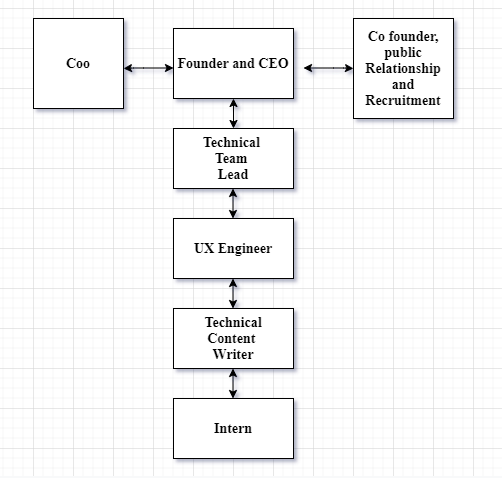 Coo
Founder and CEO
Co founder,
public
Relationship
and
Recruitment
Technical
Team
Lead
UX Engineer
Technical
Content
Writer
Intern